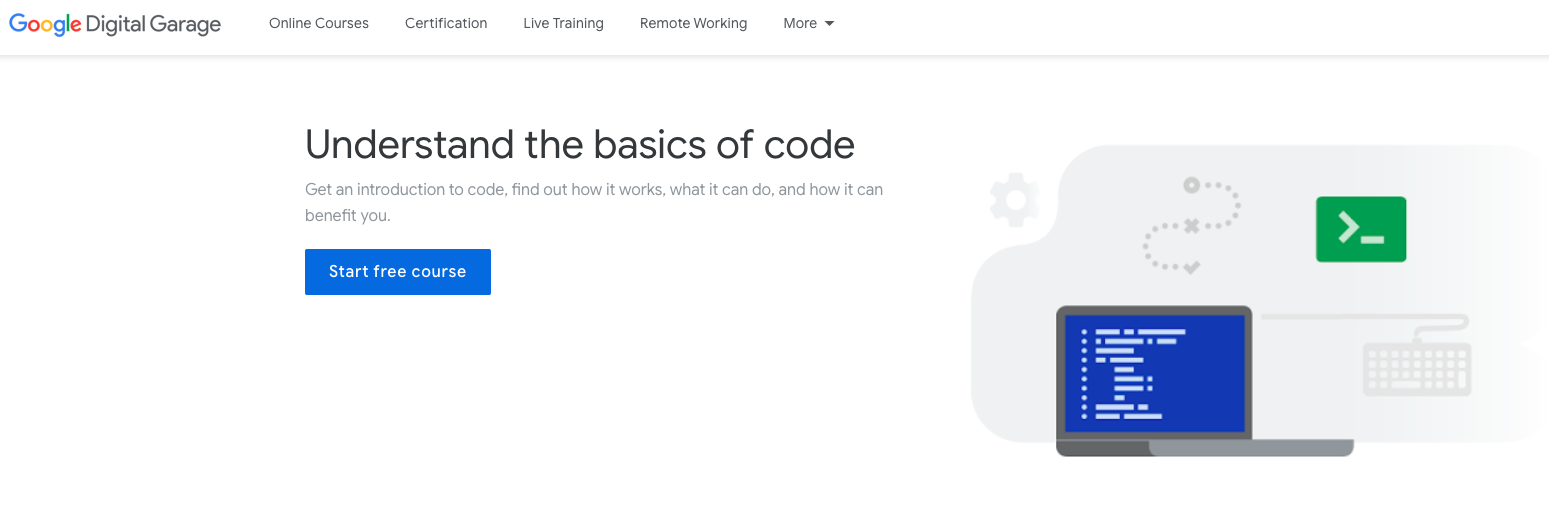 Google Digital Garage
Online Courses
Certification
Live Training
Remote Working
More
Understand the basics of code
Get an introduction to code, find out how it works, what it can do, and how it can
benefit you.
Start free course
>_